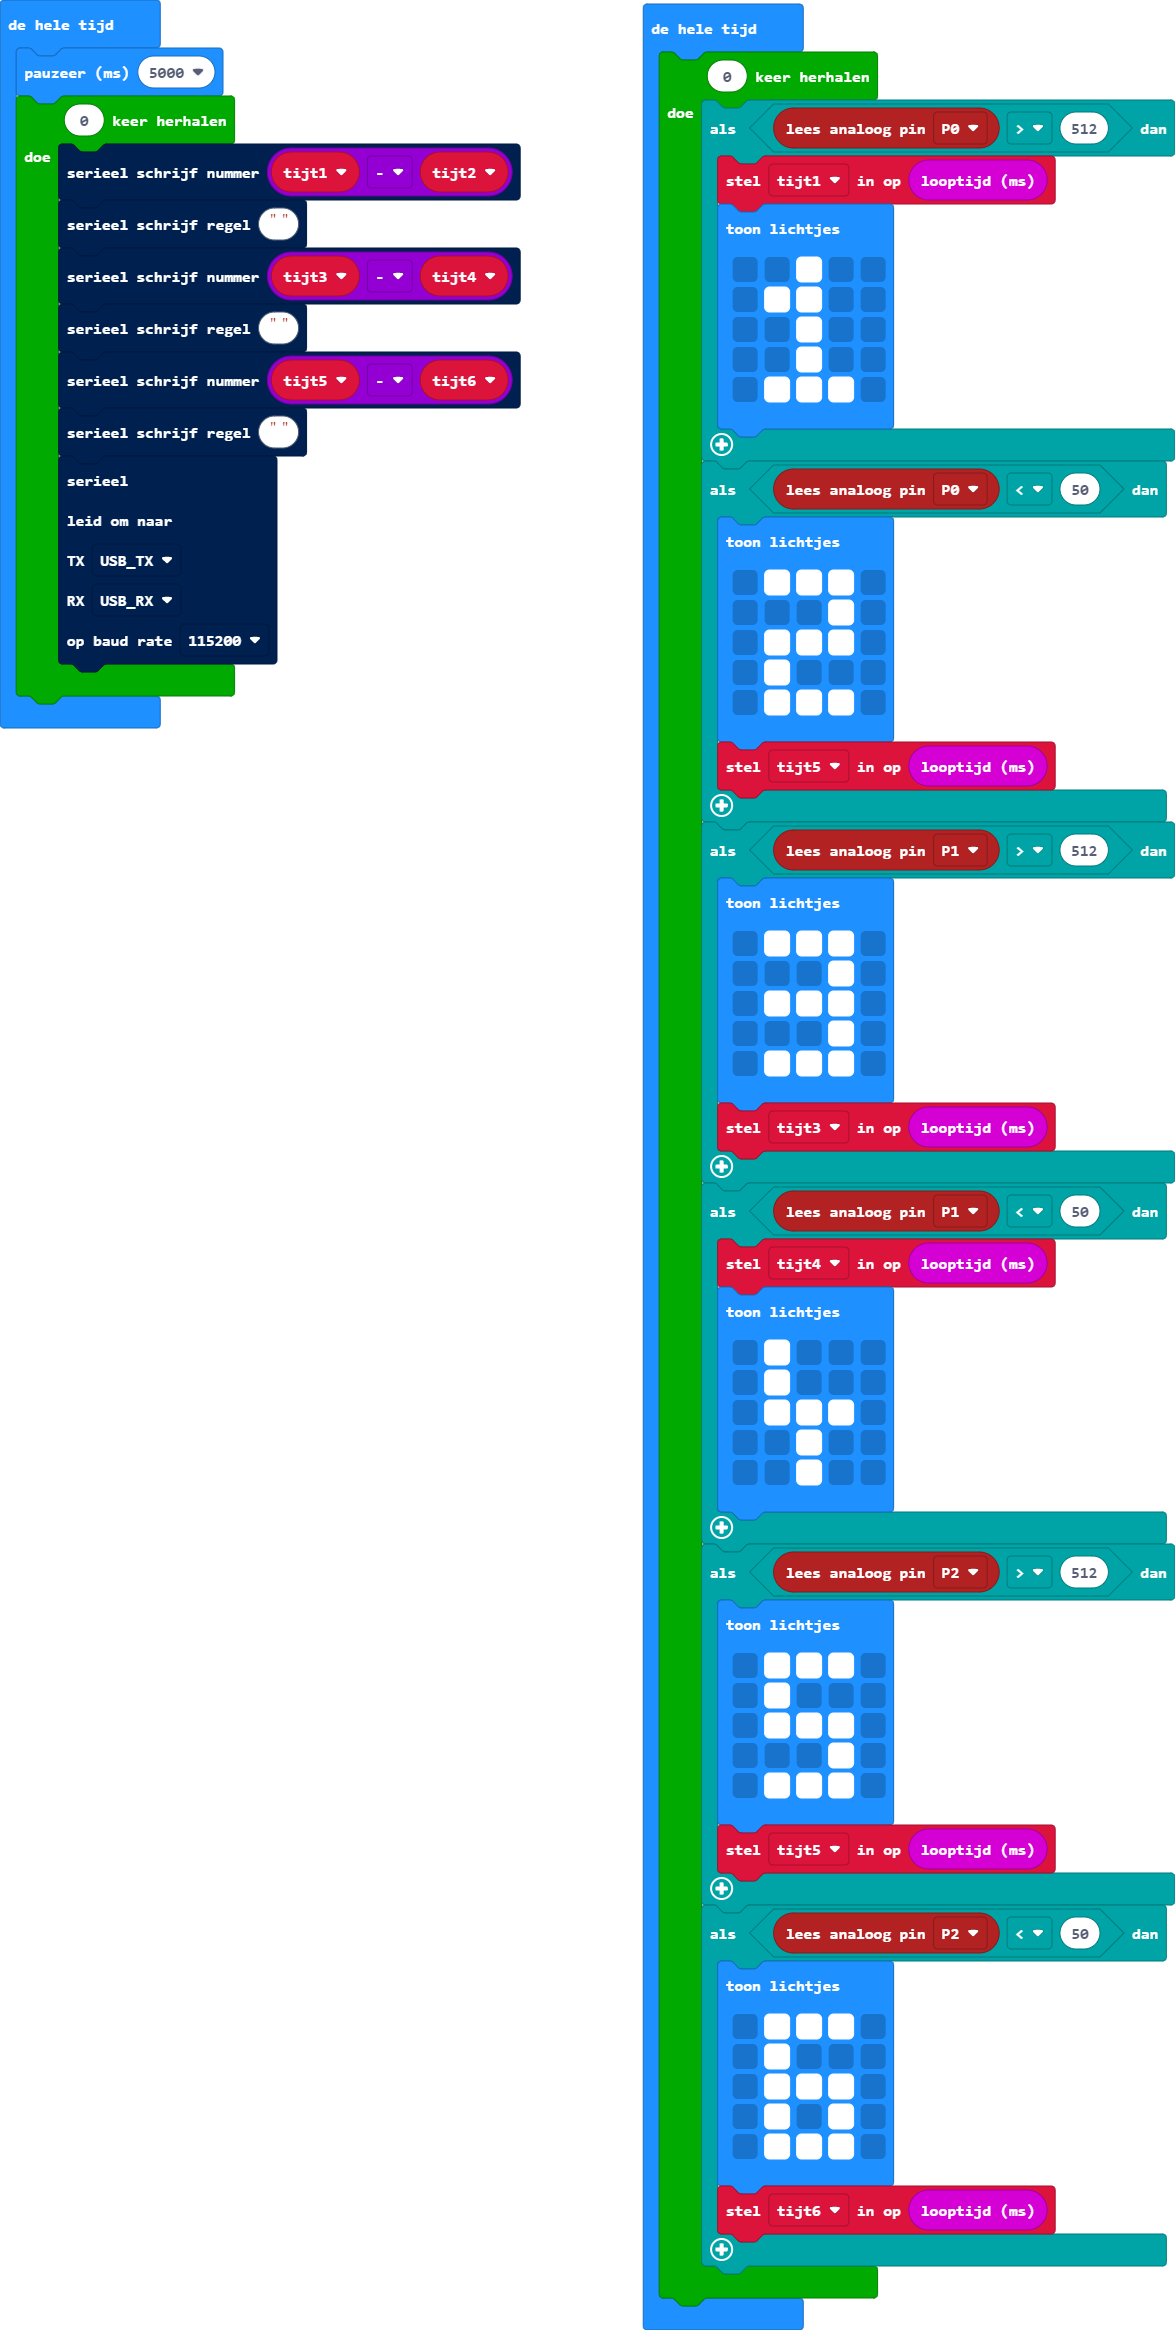 de hele tijd
pauzeer (ms) 5000
0 keer herhalen
doe
serieel schrijf nummer tijt1 - tijt2
serieel schrijf regel " "
serieel schrijf nummer tijt3 - tijt4
serieel schrijf regel " "
serieel schrijf nummer tijt5 - tijt6
serieel schrijf regel " "
serieel
leid om naar
TX USB_TX
RX USB_RX
op baud rate 115200
de hele tijd
0 keer herhalen
doe
als lees analoog pin P0 > 512 dan
stel tijt1 in op looptijd (ms)
toon lichtjes
als lees analoog pin P0 < 50 dan
toon lichtjes
stel tijt5 in op looptijd (ms)
als lees analoog pin P1 > 512 dan
toon lichtjes
stel tijt3 in op looptijd (ms)
als lees analoog pin P1 < 50 dan
stel tijt4 in op looptijd (ms)
toon lichtjes
als lees analoog pin P2 > 512 dan
toon lichtjes
stel tijt5 in op looptijd (ms)
als lees analoog pin P2 < 50 dan
toon lichtjes
stel tijt6 in op looptijd (ms)